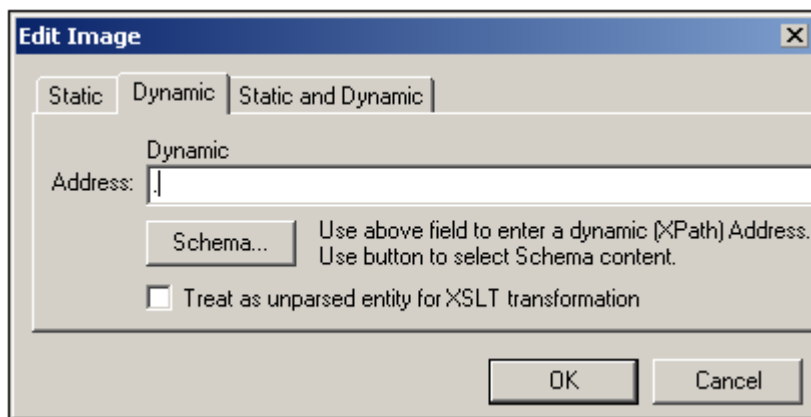 Edit Image
Static Dynamic Static and Dynamic
Dynamic
Address: .
Schema... Use above field to enter a dynamic (XPath) Address.
Use button to select Schema content.
Treat as unparsed entity for XSLT transformation
OK Cancel